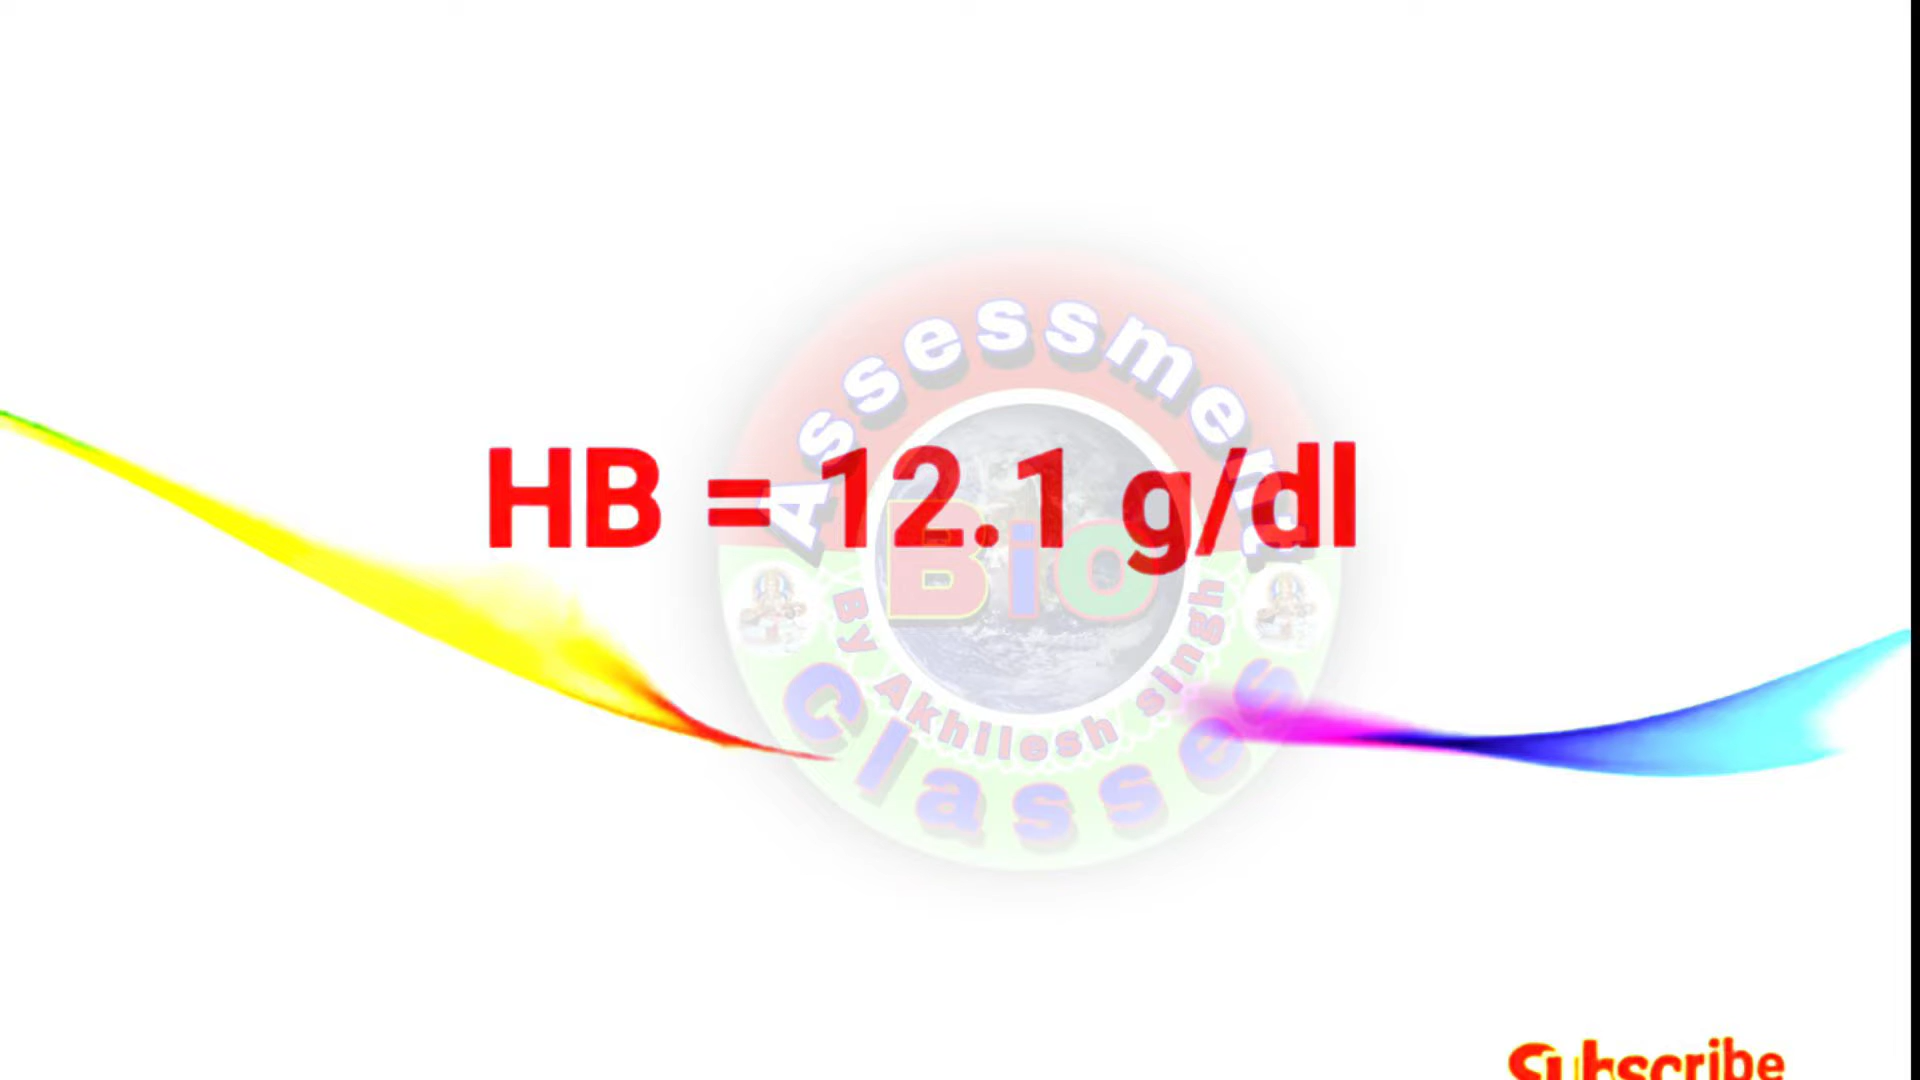 HB = 12.1 g/dl
Assessment
Bio
By Akhilesh singh
Classes
Subscribe